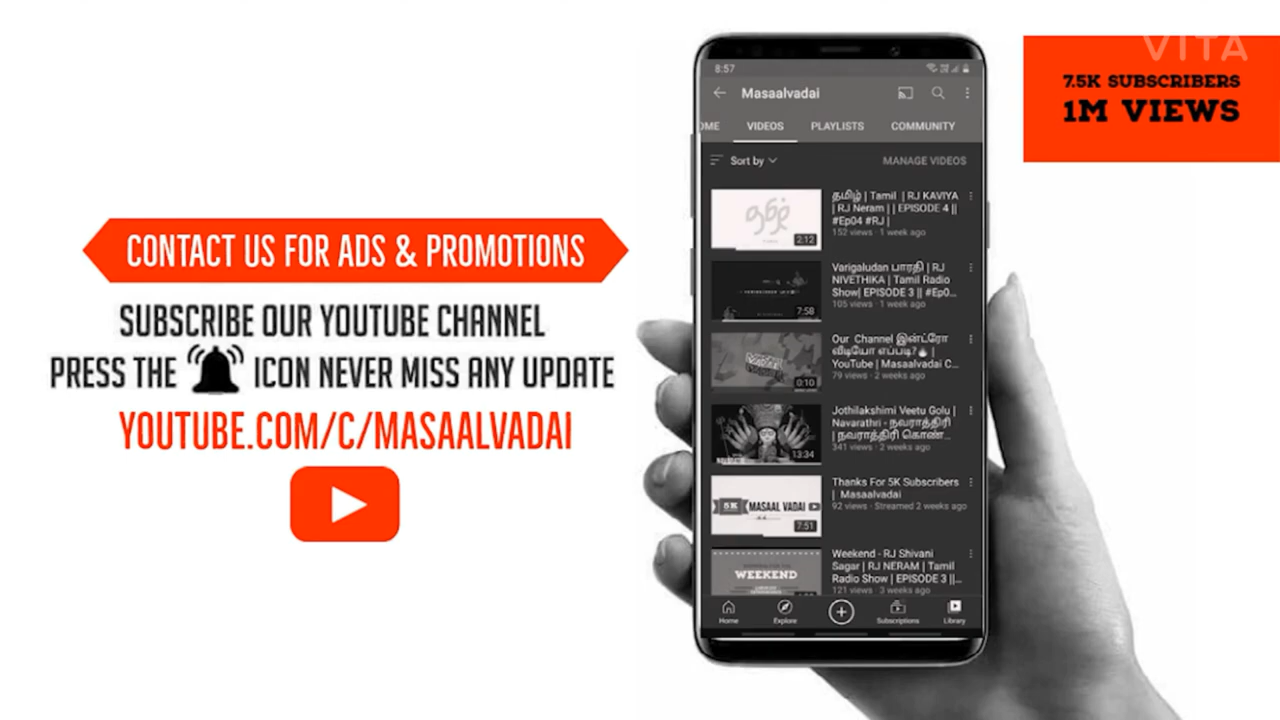 VITA
7.5K SUBSCRIBERS
1M VIEWS
CONTACT US FOR ADS & PROMOTIONS
SUBSCRIBE OUR YOUTUBE CHANNEL
PRESS THE ICON NEVER MISS ANY UPDATE
YOUTUBE.COM/C/MASAALVADAI
8:57
Masaalvadai
OME VIDEOS PLAYLISTS COMMUNITY
Sort by MANAGE VIDEOS
தமிழ் | Tamil | RJ KAVIYA
| RJ Neram | | EPISODE 4 ||
#Ep04 #RJ |
152 views · 1 week ago
2:12
Varigaludan பாரதி | RJ
NIVETHIKA | Tamil Radio
Show| EPISODE 3 || #Ep0...
105 views · 1 week ago
7:58
Our Channel இன்ட்ரோ
வீடியோ எப்படி?🔥 |
YouTube | Masaalvadai C...
79 views · 2 weeks ago
0:10
Jothilakshimi Veetu Golu |
Navarathri - நவராத்திரி
| நவராத்திரி கொண்...
341 views · 2 weeks ago
13:34
Thanks For 5K Subscribers
| Masaalvadai
92 views · Streamed 2 weeks ago
5K MASAAL VADAI
7:51
Weekend - RJ Shivani
Sagar | RJ NERAM | Tamil
Radio Show | EPISODE 3 ||...
121 views · 3 weeks ago
WEEKEND
Home Explore Subscriptions Library